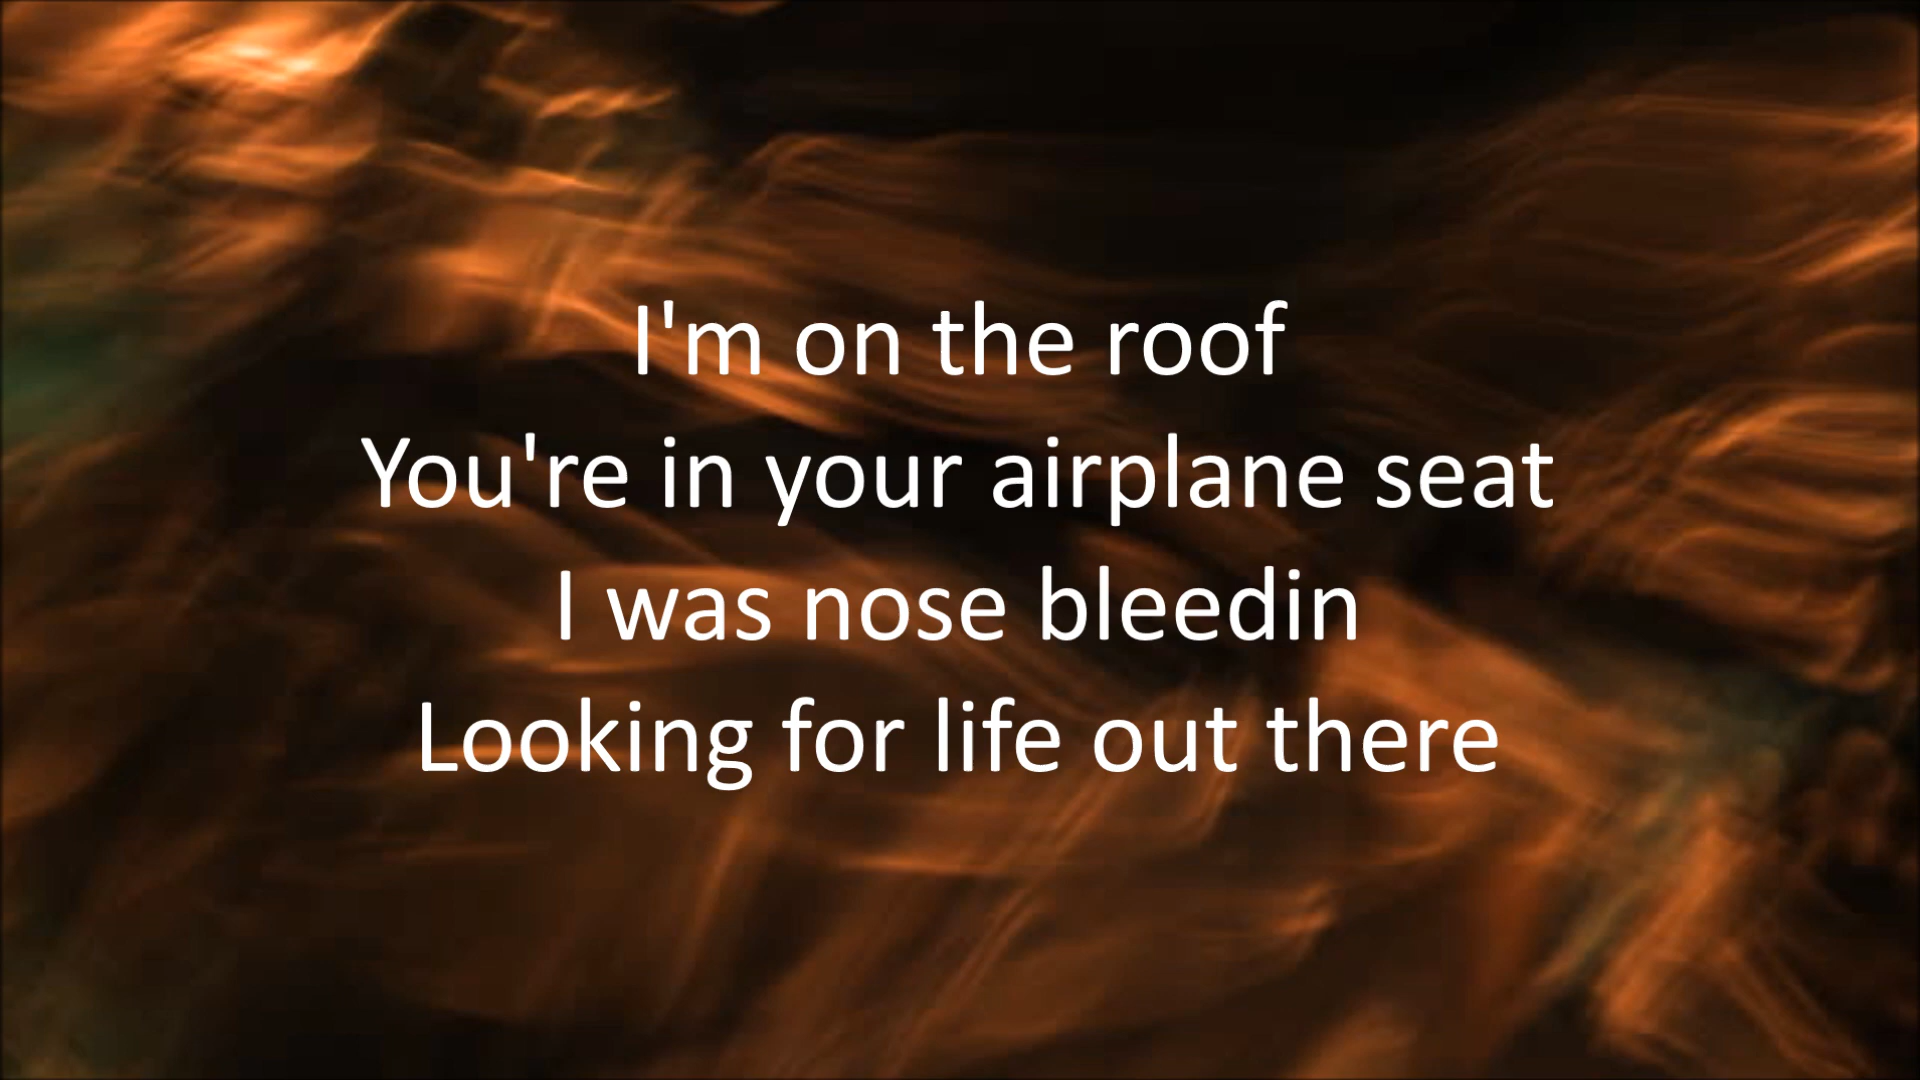 I'm on the roof
You're in your airplane seat
I was nose bleedin
Looking for life out there